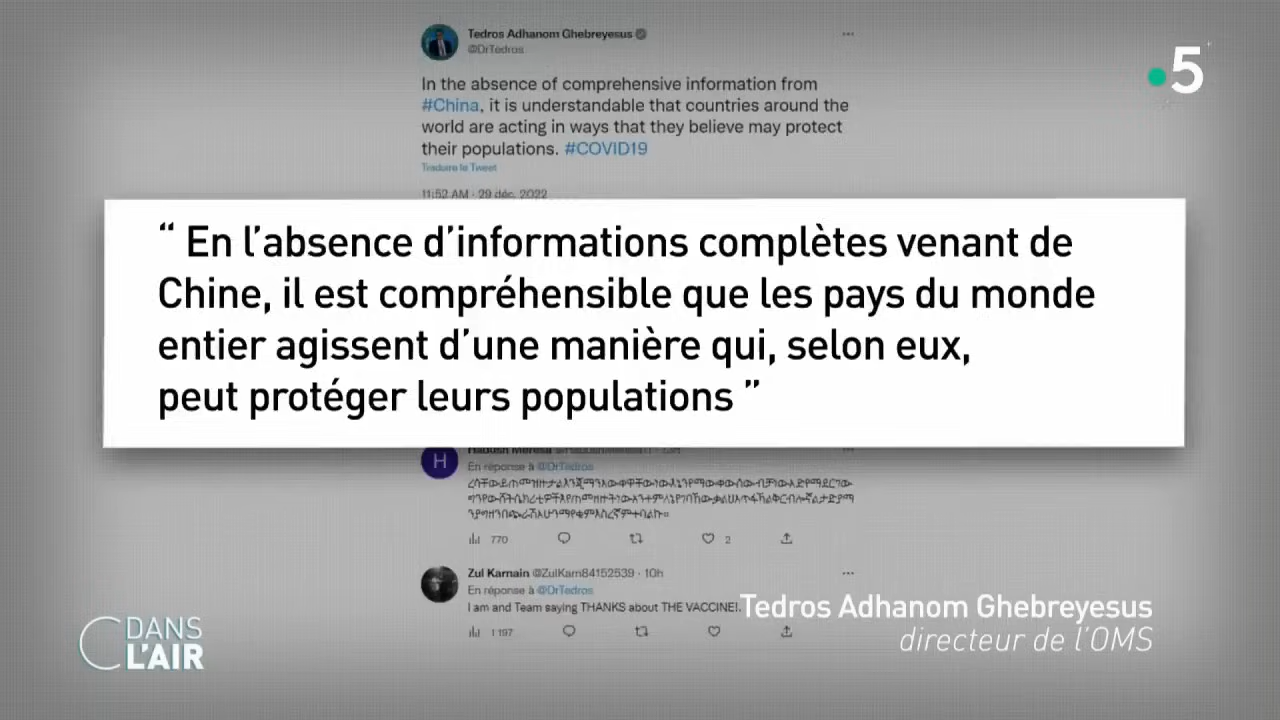 Tedros Adhanom Ghebreyesus
@DrTedros
5
In the absence of comprehensive information from
#China, it is understandable that countries around the
world are acting in ways that they believe may protect
their populations. #COVID19
Traduire le Tweet
11:52 AM · 29 déc. 2022
“ En l’absence d’informations complètes venant de
Chine, il est compréhensible que les pays du monde
entier agissent d’une manière qui, selon eux,
peut protéger leurs populations ”
H
En réponse à @DrTedros
770
2
Zul Karnain @ZulKarn84152539 · 10h
En réponse à @DrTedros
I am and Team saying THANKS about THE VACCINE!.
1 197
Tedros Adhanom Ghebreyesus
directeur de l’OMS
C DANS
L’AIR